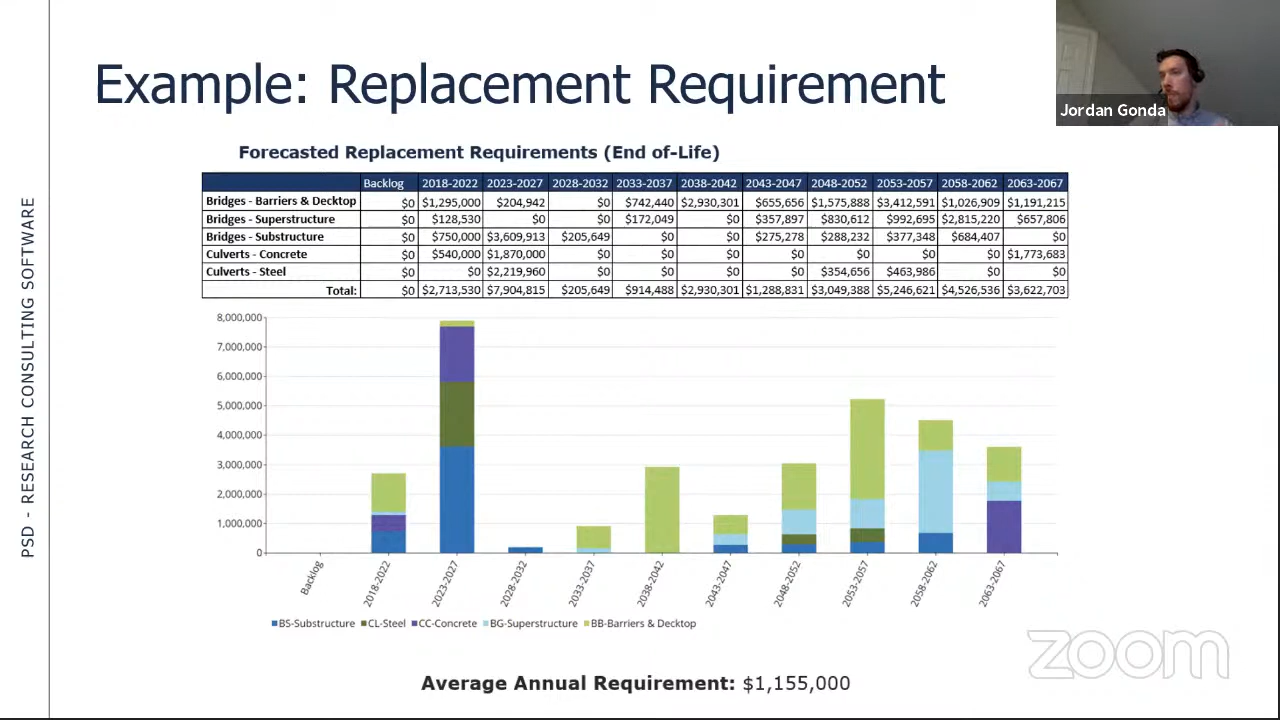 Example: Replacement Requirement
Jordan Gonda
PSD - RESEARCH CONSULTING SOFTWARE
Forecasted Replacement Requirements (End of-Life)
Backlog 2018-2022 2023-2027 2028-2032 2033-2037 2038-2042 2043-2047 2048-2052 2053-2057 2058-2062 2063-2067
Bridges - Barriers & Decktop $0 $1,295,000 $204,942 $0 $742,440 $2,930,301 $655,656 $1,575,888 $3,412,591 $1,026,909 $1,191,215
Bridges - Superstructure $0 $128,530 $0 $0 $172,049 $0 $357,897 $830,612 $992,695 $2,815,220 $657,806
Bridges - Substructure $0 $750,000 $3,609,913 $205,649 $0 $0 $275,278 $288,232 $377,348 $684,407 $0
Culverts - Concrete $0 $540,000 $1,870,000 $0 $0 $0 $0 $0 $0 $0 $1,773,683
Culverts - Steel $0 $0 $2,219,960 $0 $0 $0 $0 $354,656 $463,986 $0 $0
Total: $0 $2,713,530 $7,904,815 $205,649 $914,488 $2,930,301 $1,288,831 $3,049,388 $5,246,621 $4,526,536 $3,622,703
8,000,000
7,000,000
6,000,000
5,000,000
4,000,000
3,000,000
2,000,000
1,000,000
0
Backlog 2018-2022 2023-2027 2028-2032 2033-2037 2038-2042 2043-2047 2048-2052 2053-2057 2058-2062 2063-2067
BS-Substructure CL-Steel CC-Concrete BG-Superstructure BB-Barriers & Decktop
zoom
Average Annual Requirement: $1,155,000